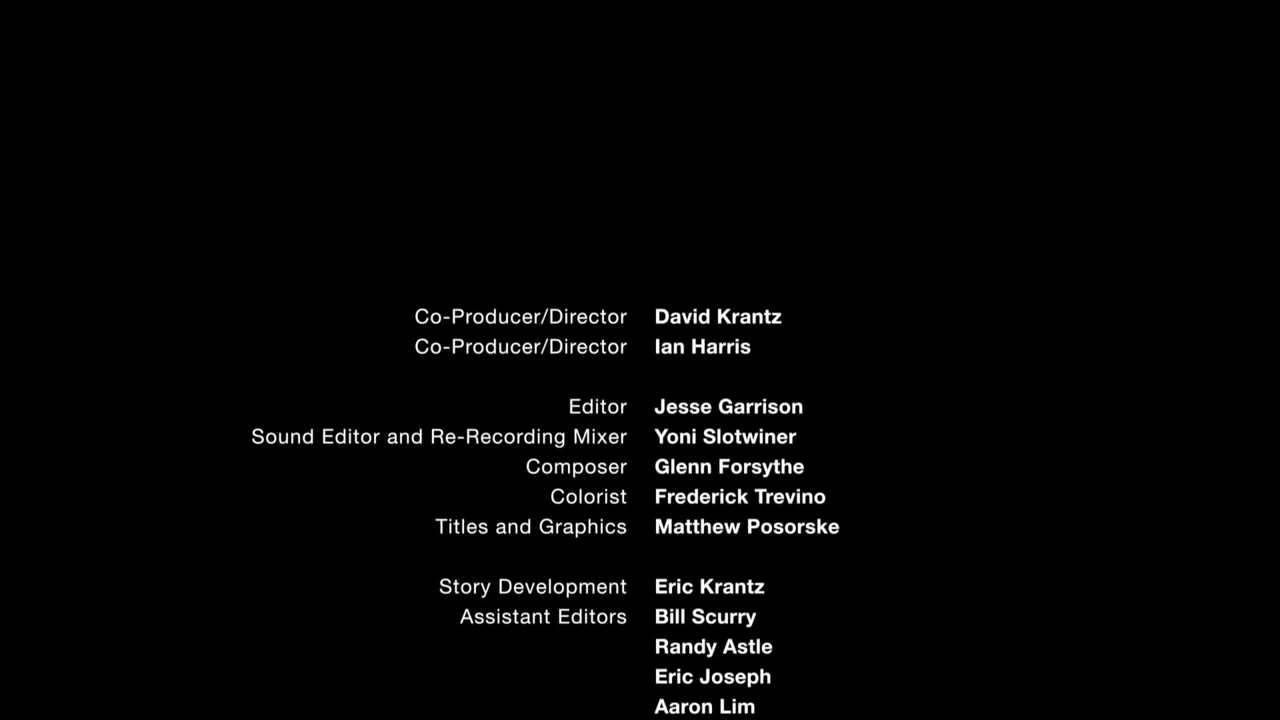 Co-Producer/Director David Krantz
Co-Producer/Director Ian Harris
Editor Jesse Garrison
Sound Editor and Re-Recording Mixer Yoni Slotwiner
Composer Glenn Forsythe
Colorist Frederick Trevino
Titles and Graphics Matthew Posorske
Story Development Eric Krantz
Assistant Editors Bill Scurry
Randy Astle
Eric Joseph
Aaron Lim